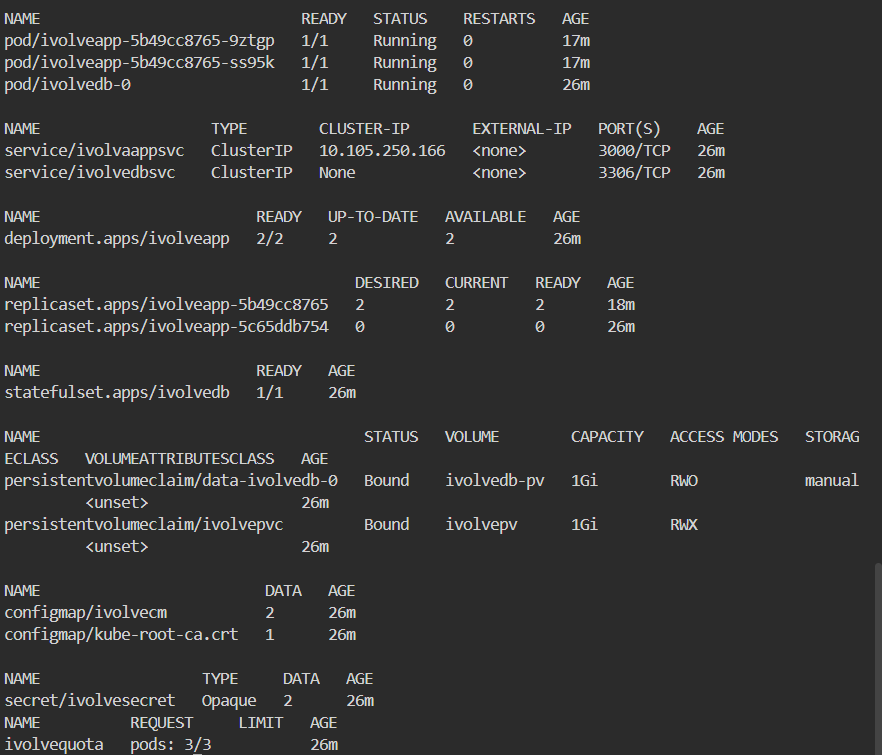 NAME                             READY   STATUS    RESTARTS   AGE
pod/ivolveapp-5b49cc8765-9ztgp   1/1     Running   0          17m
pod/ivolveapp-5b49cc8765-ss95k   1/1     Running   0          17m
pod/ivolvedb-0                   1/1     Running   0          26m

NAME                   TYPE        CLUSTER-IP       EXTERNAL-IP   PORT(S)    AGE
service/ivolvaappsvc   ClusterIP   10.105.250.166   <none>        3000/TCP   26m
service/ivolvedbsvc    ClusterIP   None             <none>        3306/TCP   26m

NAME                        READY   UP-TO-DATE   AVAILABLE   AGE
deployment.apps/ivolveapp   2/2     2            2           26m

NAME                                   DESIRED   CURRENT   READY   AGE
replicaset.apps/ivolveapp-5b49cc8765   2         2         2       18m
replicaset.apps/ivolveapp-5c65ddb754   0         0         0       26m

NAME                        READY   AGE
statefulset.apps/ivolvedb   1/1     26m

NAME                                    STATUS   VOLUME        CAPACITY   ACCESS MODES   STORAG
ECLASS   VOLUMEATTRIBUTESCLASS   AGE
persistentvolumeclaim/data-ivolvedb-0   Bound    ivolvedb-pv   1Gi        RWO            manual
         <unset>                 26m
persistentvolumeclaim/ivolvepvc         Bound    ivolvepv      1Gi        RWX
         <unset>                 26m

NAME                         DATA   AGE
configmap/ivolvecm           2      26m
configmap/kube-root-ca.crt   1      26m

NAME                  TYPE     DATA   AGE
secret/ivolvesecret   Opaque   2      26m
NAME          REQUEST     LIMIT   AGE
ivolvequota   pods: 3/3           26m